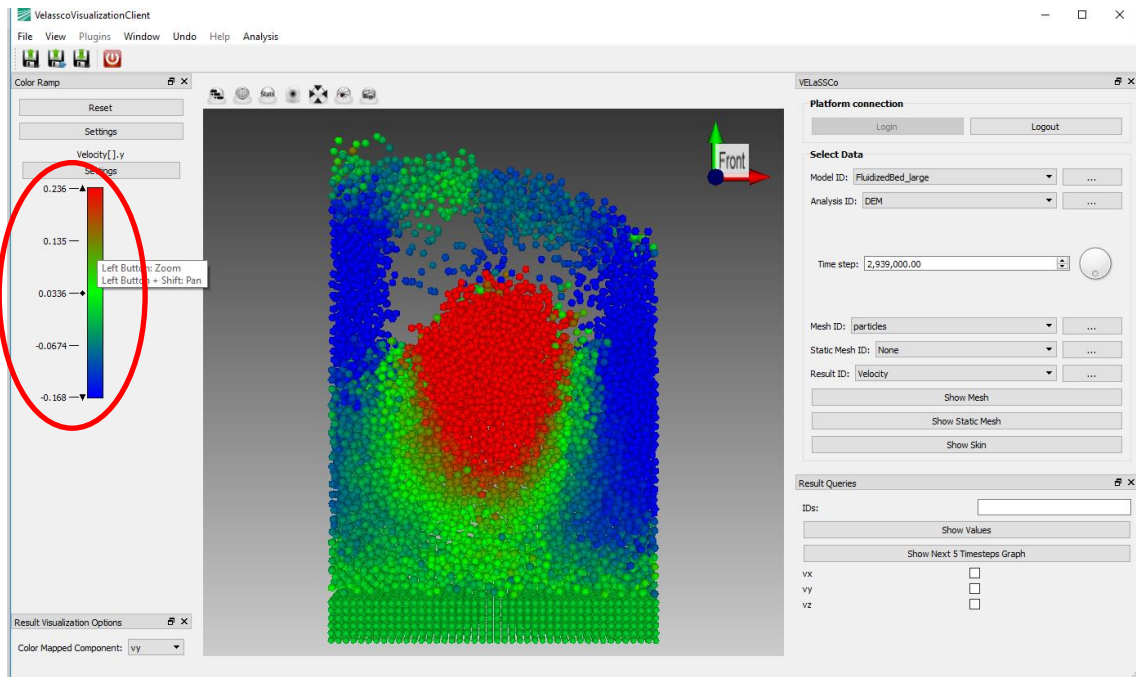 VelasscoVisualizationClient
File View Plugins Window Undo Help Analysis
Color Ramp
Reset
Settings
Velocity[].y
Settings
0.236
0.135
Left Button: Zoom
Left Button + Shift: Pan
0.0336
-0.0674
-0.168
Result Visualization Options
Color Mapped Component: vy
Stats
Front
VELaSSCo
Platform connection
Login Logout
Select Data
Model ID: FluidizedBed_large ...
Analysis ID: DEM ...
Time step: 2,939,000.00
Mesh ID: particles ...
Static Mesh ID: None ...
Result ID: Velocity ...
Show Mesh
Show Static Mesh
Show Skin
Result Queries
IDs:
Show Values
Show Next 5 Timesteps Graph
vx
vy
vz